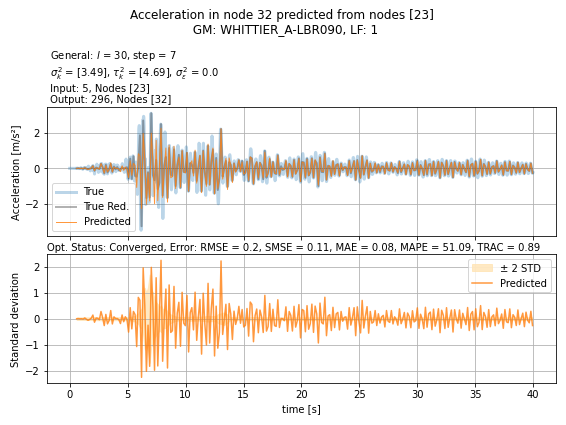 Acceleration in node 32 predicted from nodes [23]
GM: WHITTIER_A-LBR090, LF: 1
General: l = 30, step = 7
σ²ₖ = [3.49], τ²ₖ = [4.69], σ²ε = 0.0
Input: 5, Nodes [23]
Output: 296, Nodes [32]
Acceleration [m/s²]
2
0
−2
True
True Red.
Predicted
Opt. Status: Converged, Error: RMSE = 0.2, SMSE = 0.11, MAE = 0.08, MAPE = 51.09, TRAC = 0.89
Standard deviation
2
1
0
−1
−2
± 2 STD
Predicted
0 5 10 15 20 25 30 35 40
time [s]